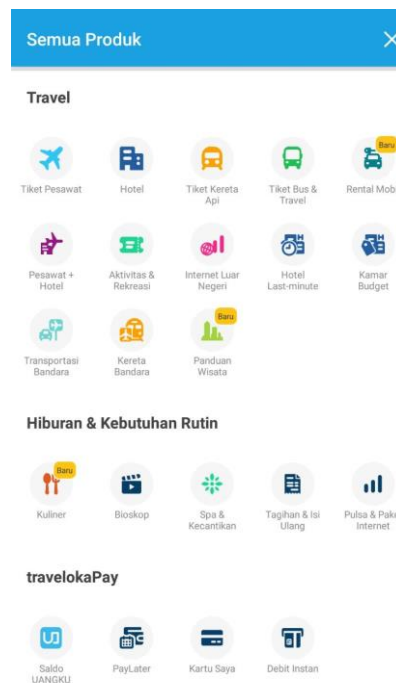 Semua Produk
Travel
Baru
Tiket Pesawat
Hotel
Tiket Kereta
Api
Tiket Bus &
Travel
Rental Mob
Pesawat +
Hotel
Aktivitas &
Rekreasi
Internet Luar
Negeri
Hotel
Last-minute
Kamar
Budget
Baru
Transportasi
Bandara
Kereta
Bandara
Panduan
Wisata
Hiburan & Kebutuhan Rutin
Baru
Kuliner
Bioskop
Spa &
Kecantikan
Tagihan & Isi
Ulang
Pulsa & Pake
Internet
travelokaPay
Saldo
UANGKU
PayLater
Kartu Saya
Debit Instan